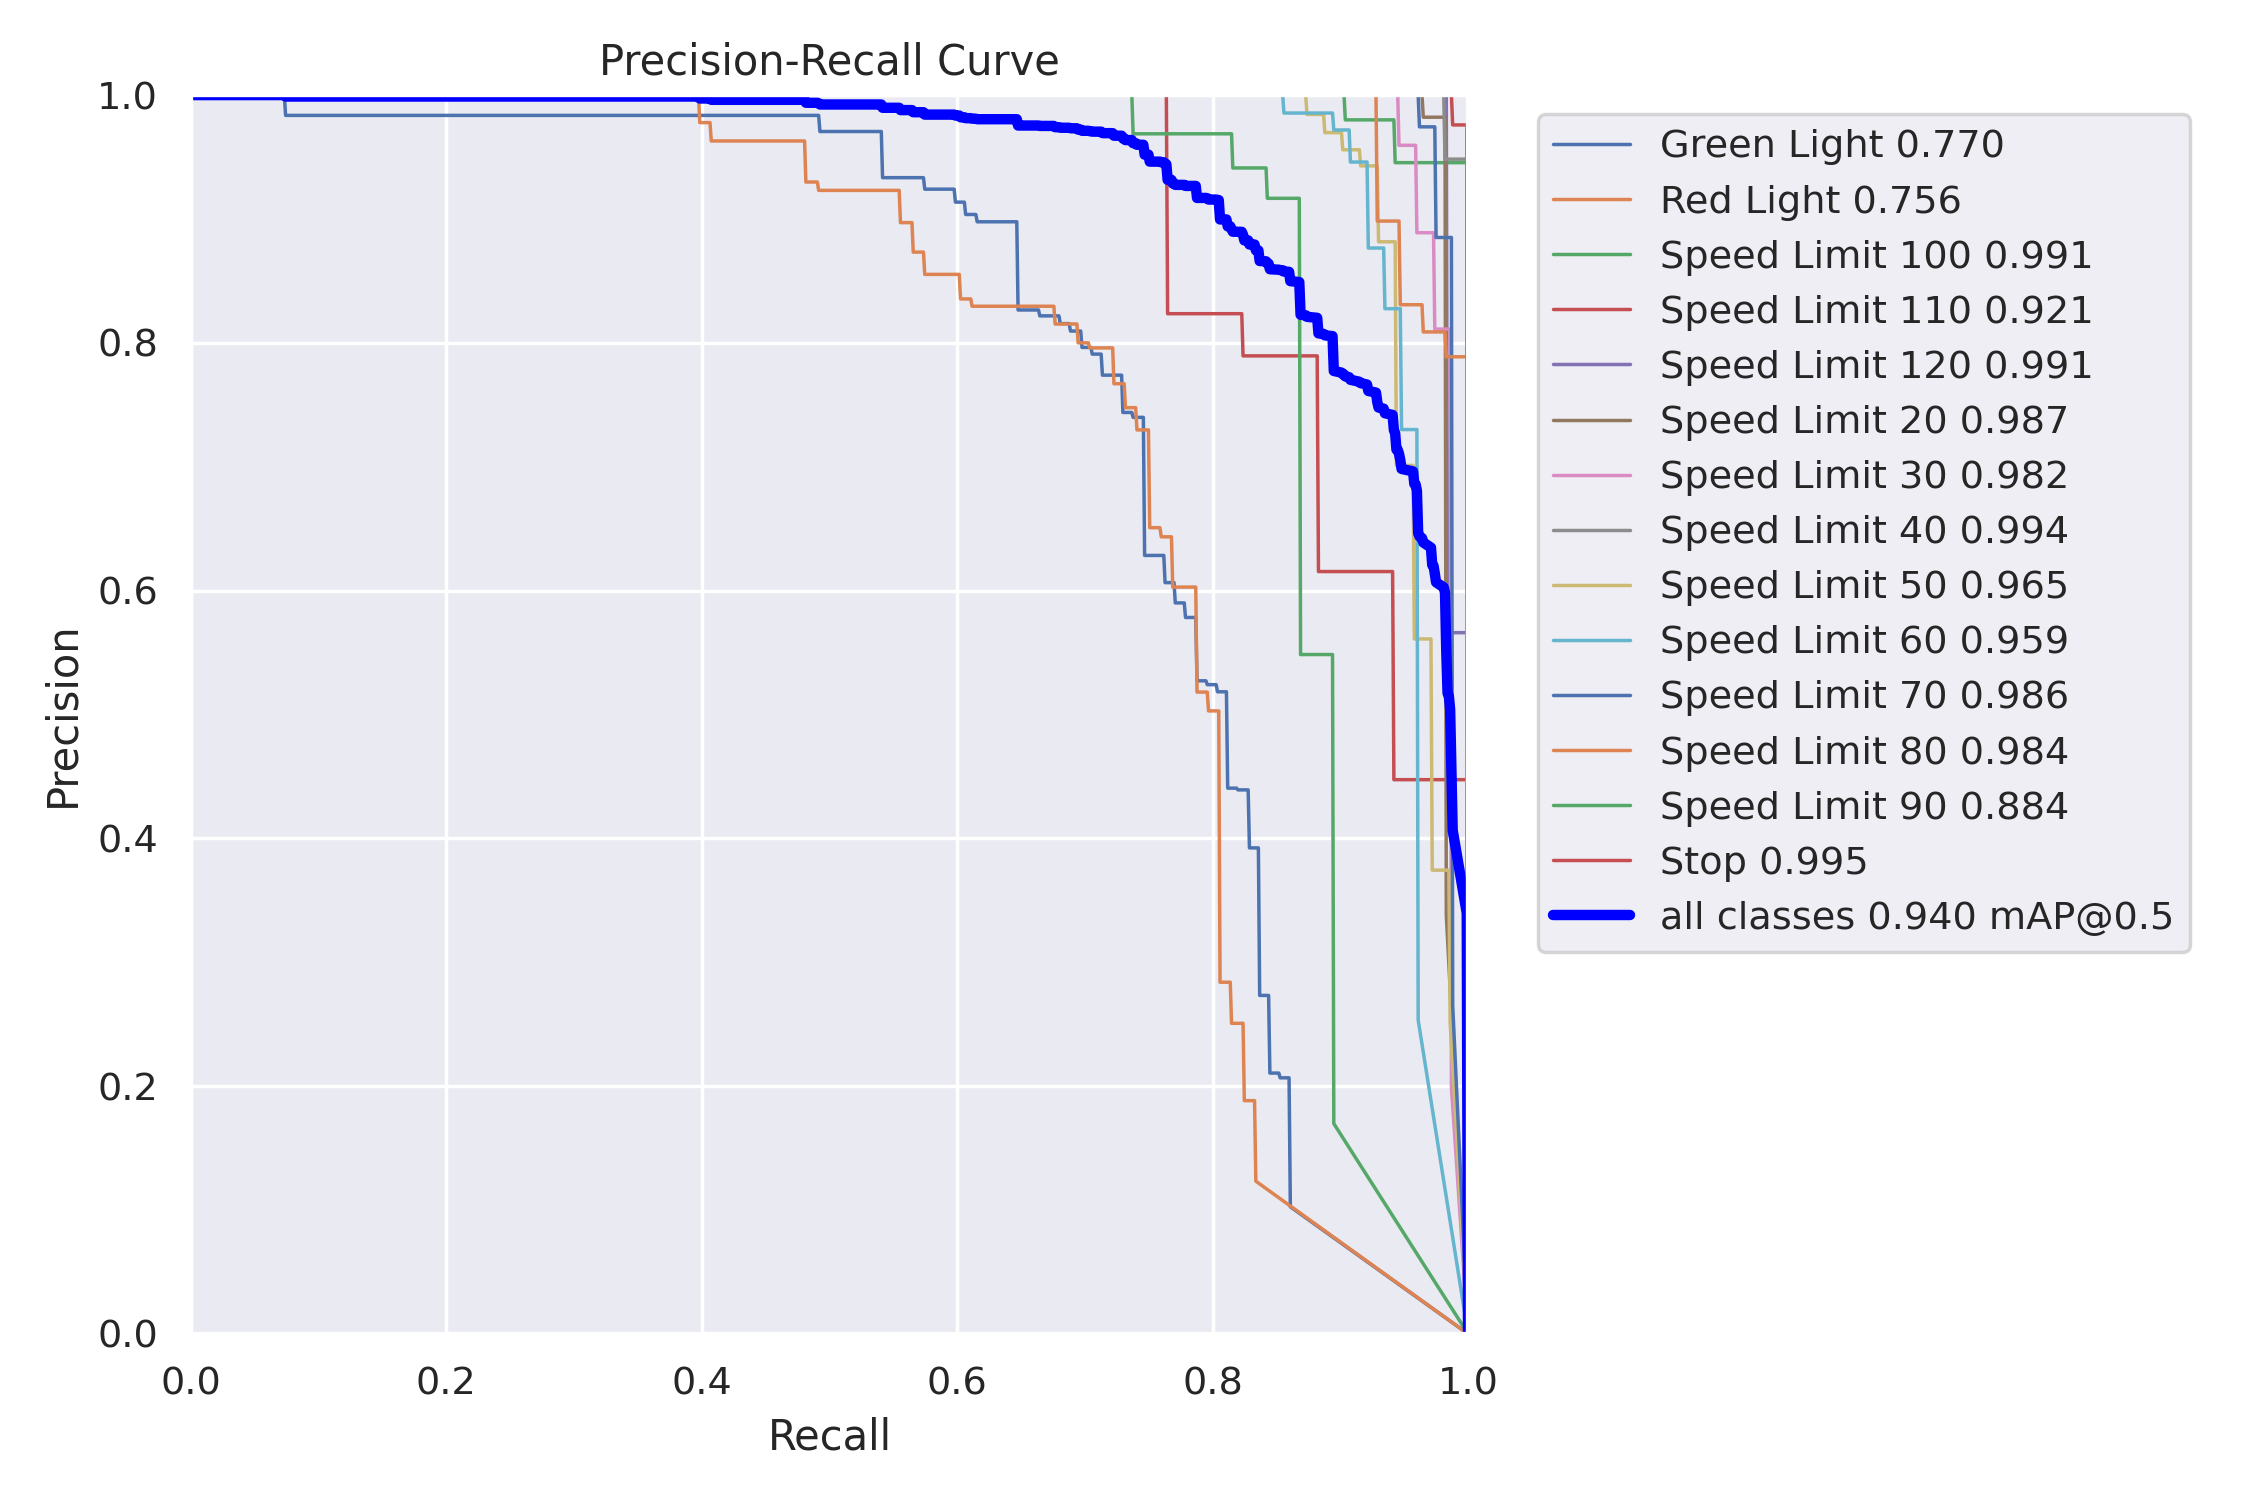 Precision-Recall Curve
1.0
0.8
0.6
0.4
0.2
0.0
Precision
0.0 0.2 0.4 0.6 0.8 1.0
Recall
Green Light 0.770
Red Light 0.756
Speed Limit 100 0.991
Speed Limit 110 0.921
Speed Limit 120 0.991
Speed Limit 20 0.987
Speed Limit 30 0.982
Speed Limit 40 0.994
Speed Limit 50 0.965
Speed Limit 60 0.959
Speed Limit 70 0.986
Speed Limit 80 0.984
Speed Limit 90 0.884
Stop 0.995
all classes 0.940 mAP@0.5